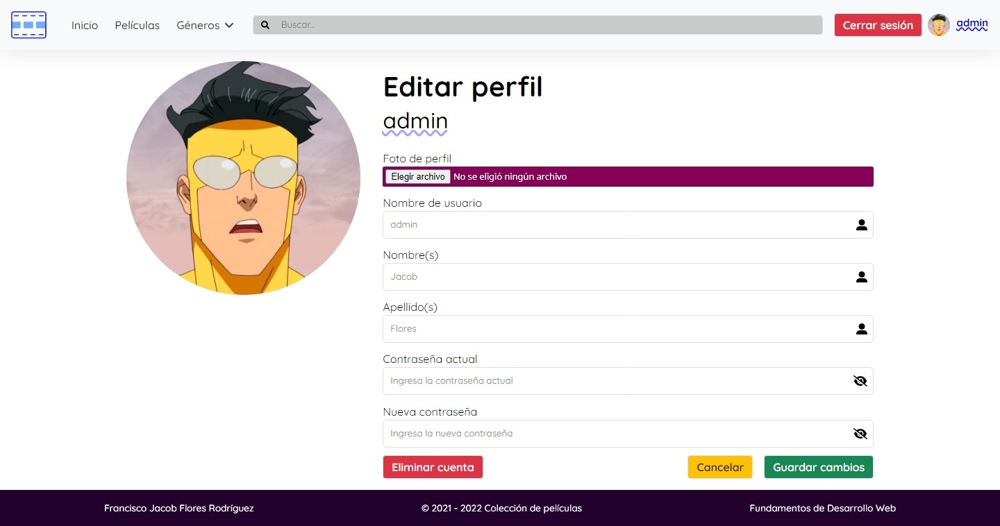 Inicio Películas Géneros Buscar... Cerrar sesión admin
Editar perfil
admin
Foto de perfil
Elegir archivo No se eligió ningún archivo
Nombre de usuario
admin
Nombre(s)
Jacob
Apellido(s)
Flores
Contraseña actual
Ingresa la contraseña actual
Nueva contraseña
Ingresa la nueva contraseña
Eliminar cuenta Cancelar Guardar cambios
Francisco Jacob Flores Rodríguez © 2021 - 2022 Colección de películas Fundamentos de Desarrollo Web